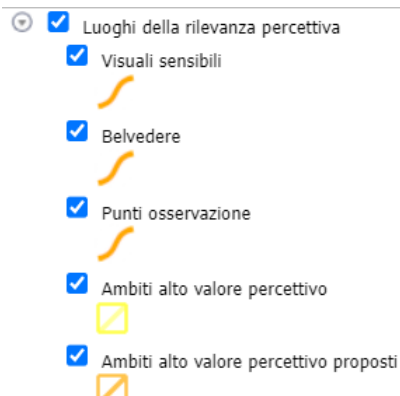 Luoghi della rilevanza percettiva
Visuali sensibili
Belvedere
Punti osservazione
Ambiti alto valore percettivo
Ambiti alto valore percettivo proposti